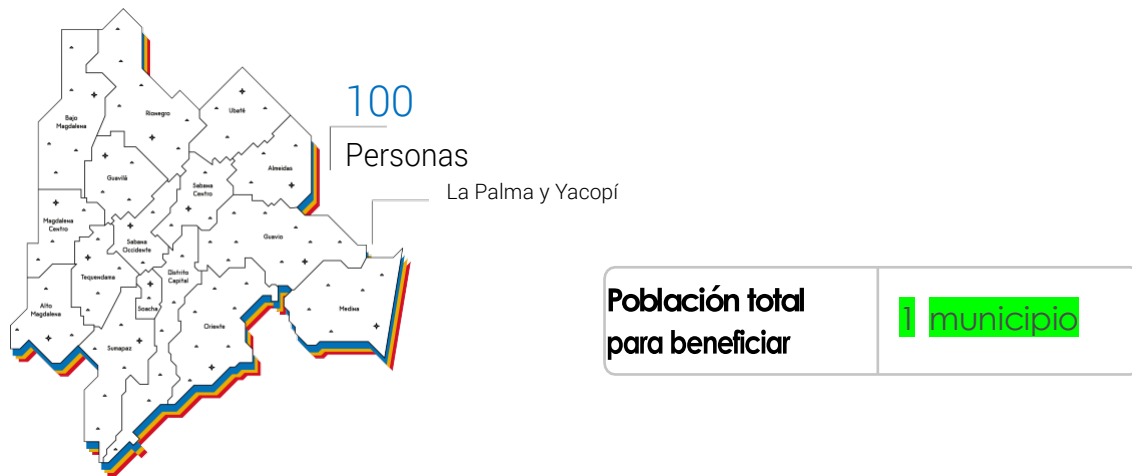 Ubaté
Rionegro
Bajo
Magdalena
100
Personas
Almeidas
Gualivá
Sabana
Centro
La Palma y Yacopí
Magdalena
Centro
Guavio
Sabana
Occidente
Distrito
Capital
Tequendama
Alto
Magdalena
Soacha
Medina
Oriente
Sumapaz
Población total
para beneficiar
1 municipio